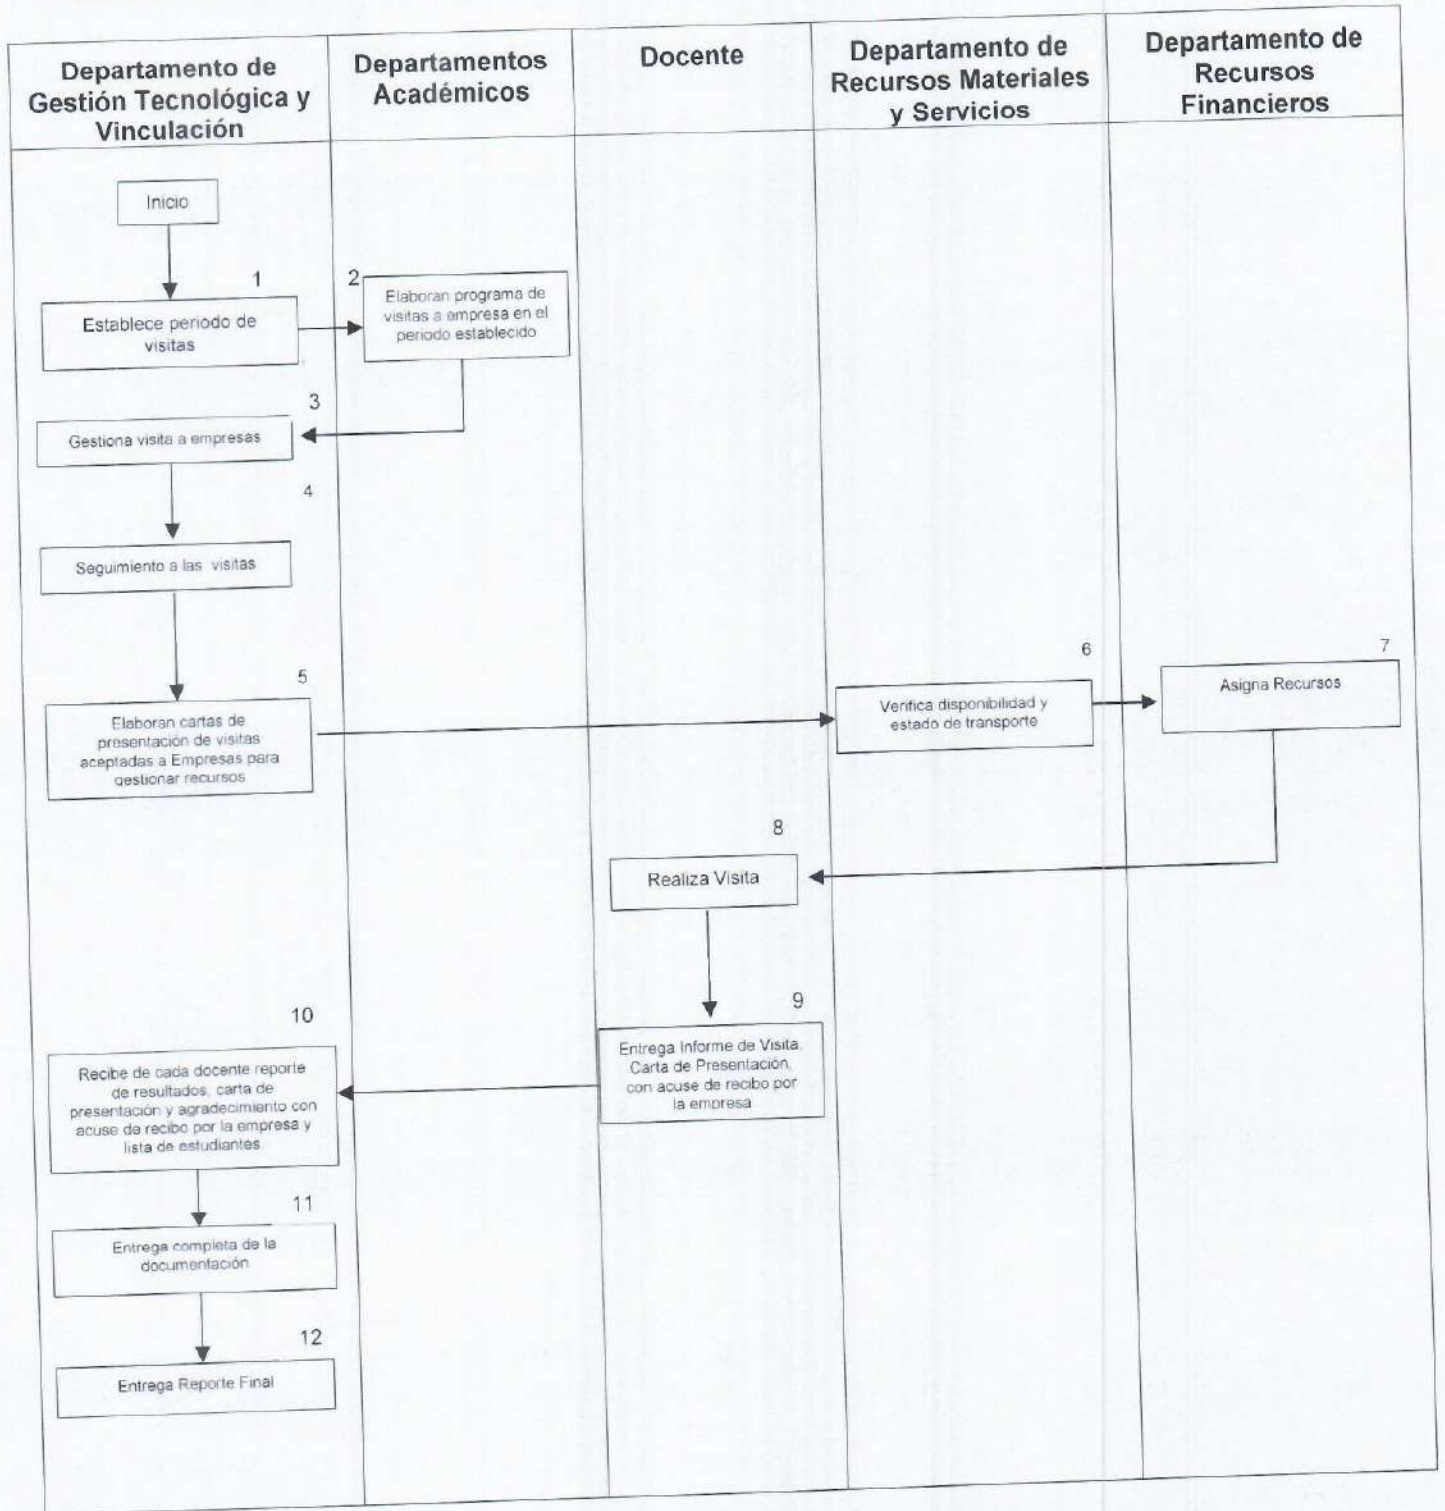 Departamento de
Gestión Tecnológica y
Vinculación
Departamentos
Académicos
Docente
Departamento de
Recursos Materiales
y Servicios
Departamento de
Recursos
Financieros
Inicio
1
Establece periodo de
visitas
2
Elaboran programa de
visitas a empresa en el
periodo establecido
3
Gestiona visita a empresas
4
Seguimiento a las visitas
5
Elaboran cartas de
presentación de visitas
aceptadas a Empresas para
gestionar recursos
6
Verifica disponibilidad y
estado de transporte
7
Asigna Recursos
8
Realiza Visita
9
Entrega Informe de Visita,
Carta de Presentación,
con acuse de recibo por
la empresa
10
Recibe de cada docente reporte
de resultados, carta de
presentación y agradecimiento con
acuse de recibo por la empresa y
lista de estudiantes.
11
Entrega completa de la
documentación
12
Entrega Reporte Final